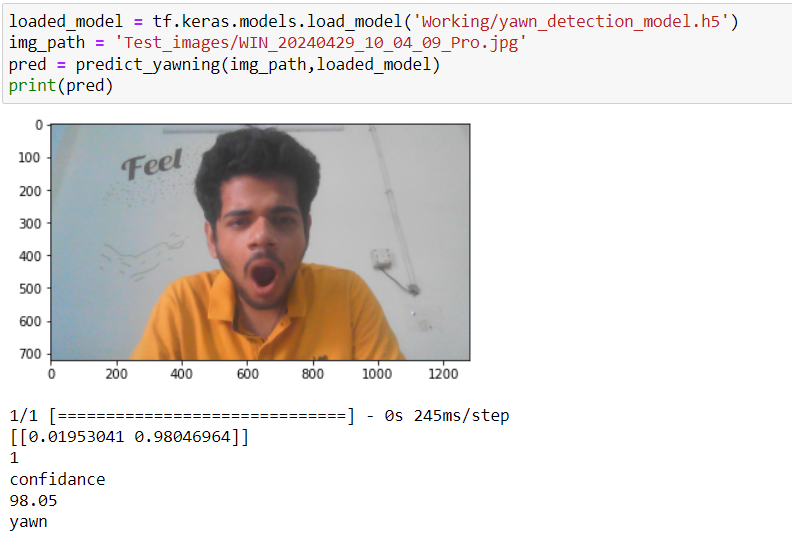 loaded_model = tf.keras.models.load_model('Working/yawn_detection_model.h5')
img_path = 'Test_images/WIN_20240429_10_04_09_Pro.jpg'
pred = predict_yawning(img_path,loaded_model)
print(pred)
0
100
200
300
400
500
600
700
Feel
0 200 400 600 800 1000 1200
1/1 [==============================] - 0s 245ms/step
[[0.01953041 0.98046964]]
1
confidance
98.05
yawn